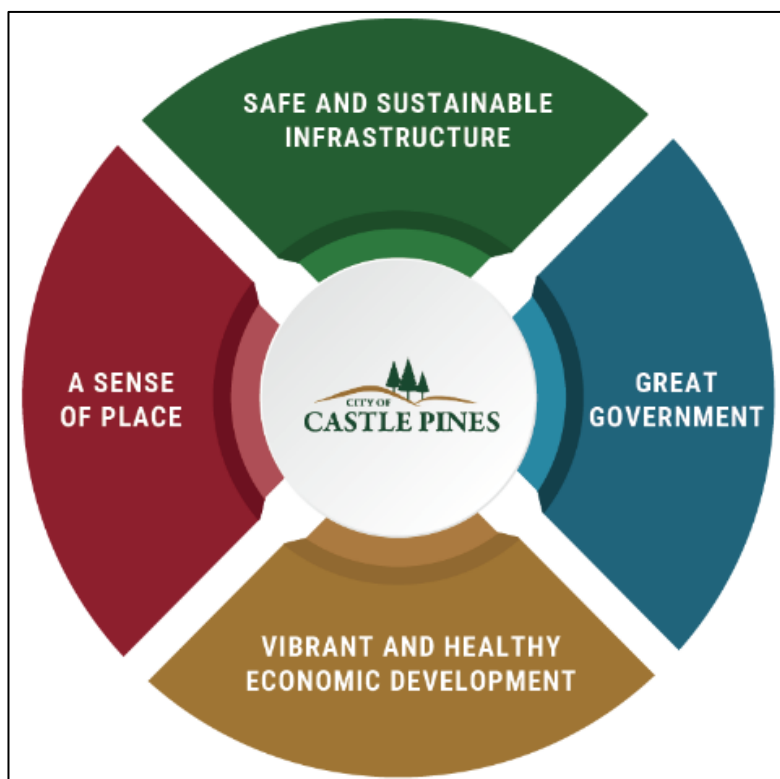 SAFE AND SUSTAINABLE
INFRASTRUCTURE
A SENSE
OF PLACE
CITY OF
CASTLE PINES
GREAT
GOVERNMENT
VIBRANT AND HEALTHY
ECONOMIC DEVELOPMENT